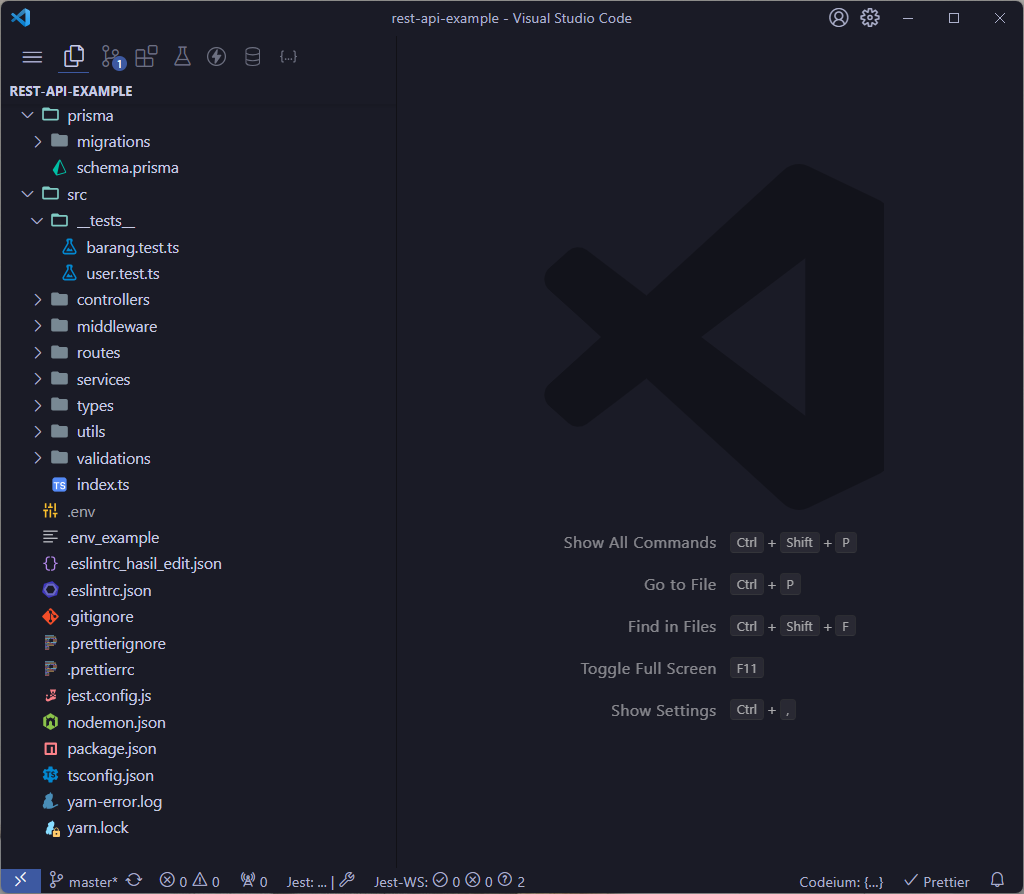 rest-api-example - Visual Studio Code
1
{...}
REST-API-EXAMPLE
prisma
migrations
schema.prisma
src
__tests__
barang.test.ts
user.test.ts
controllers
middleware
routes
services
types
utils
validations
TS index.ts
.env
.env_example
{} .eslintrc_hasil_edit.json
.eslintrc.json
.gitignore
.prettierignore
.prettierrc
jest.config.js
nodemon.json
package.json
TS tsconfig.json
yarn-error.log
yarn.lock
Show All Commands Ctrl + Shift + P
Go to File Ctrl + P
Find in Files Ctrl + Shift + F
Toggle Full Screen F11
Show Settings Ctrl + ,
master* 0 0 0 Jest: ... | Jest-WS: 0 0 2 Codeium: {...} Prettier